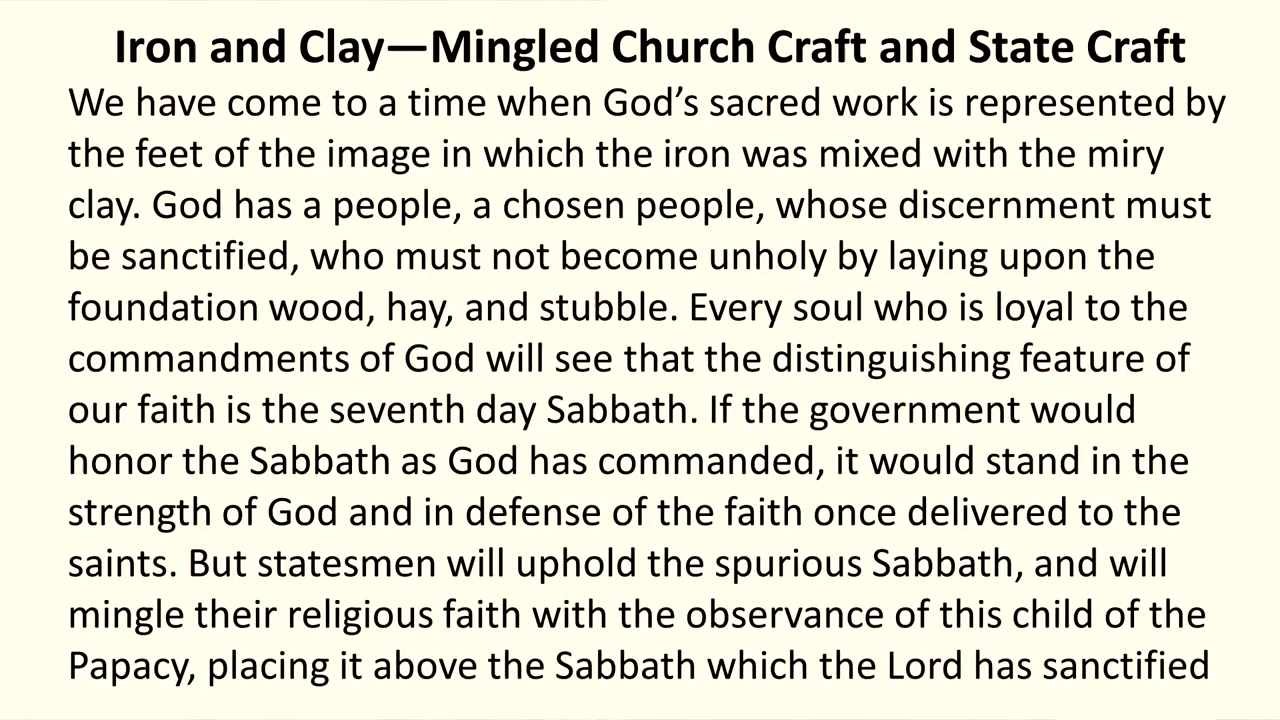 Iron and Clay—Mingled Church Craft and State Craft
We have come to a time when God’s sacred work is represented by
the feet of the image in which the iron was mixed with the miry
clay. God has a people, a chosen people, whose discernment must
be sanctified, who must not become unholy by laying upon the
foundation wood, hay, and stubble. Every soul who is loyal to the
commandments of God will see that the distinguishing feature of
our faith is the seventh day Sabbath. If the government would
honor the Sabbath as God has commanded, it would stand in the
strength of God and in defense of the faith once delivered to the
saints. But statesmen will uphold the spurious Sabbath, and will
mingle their religious faith with the observance of this child of the
Papacy, placing it above the Sabbath which the Lord has sanctified